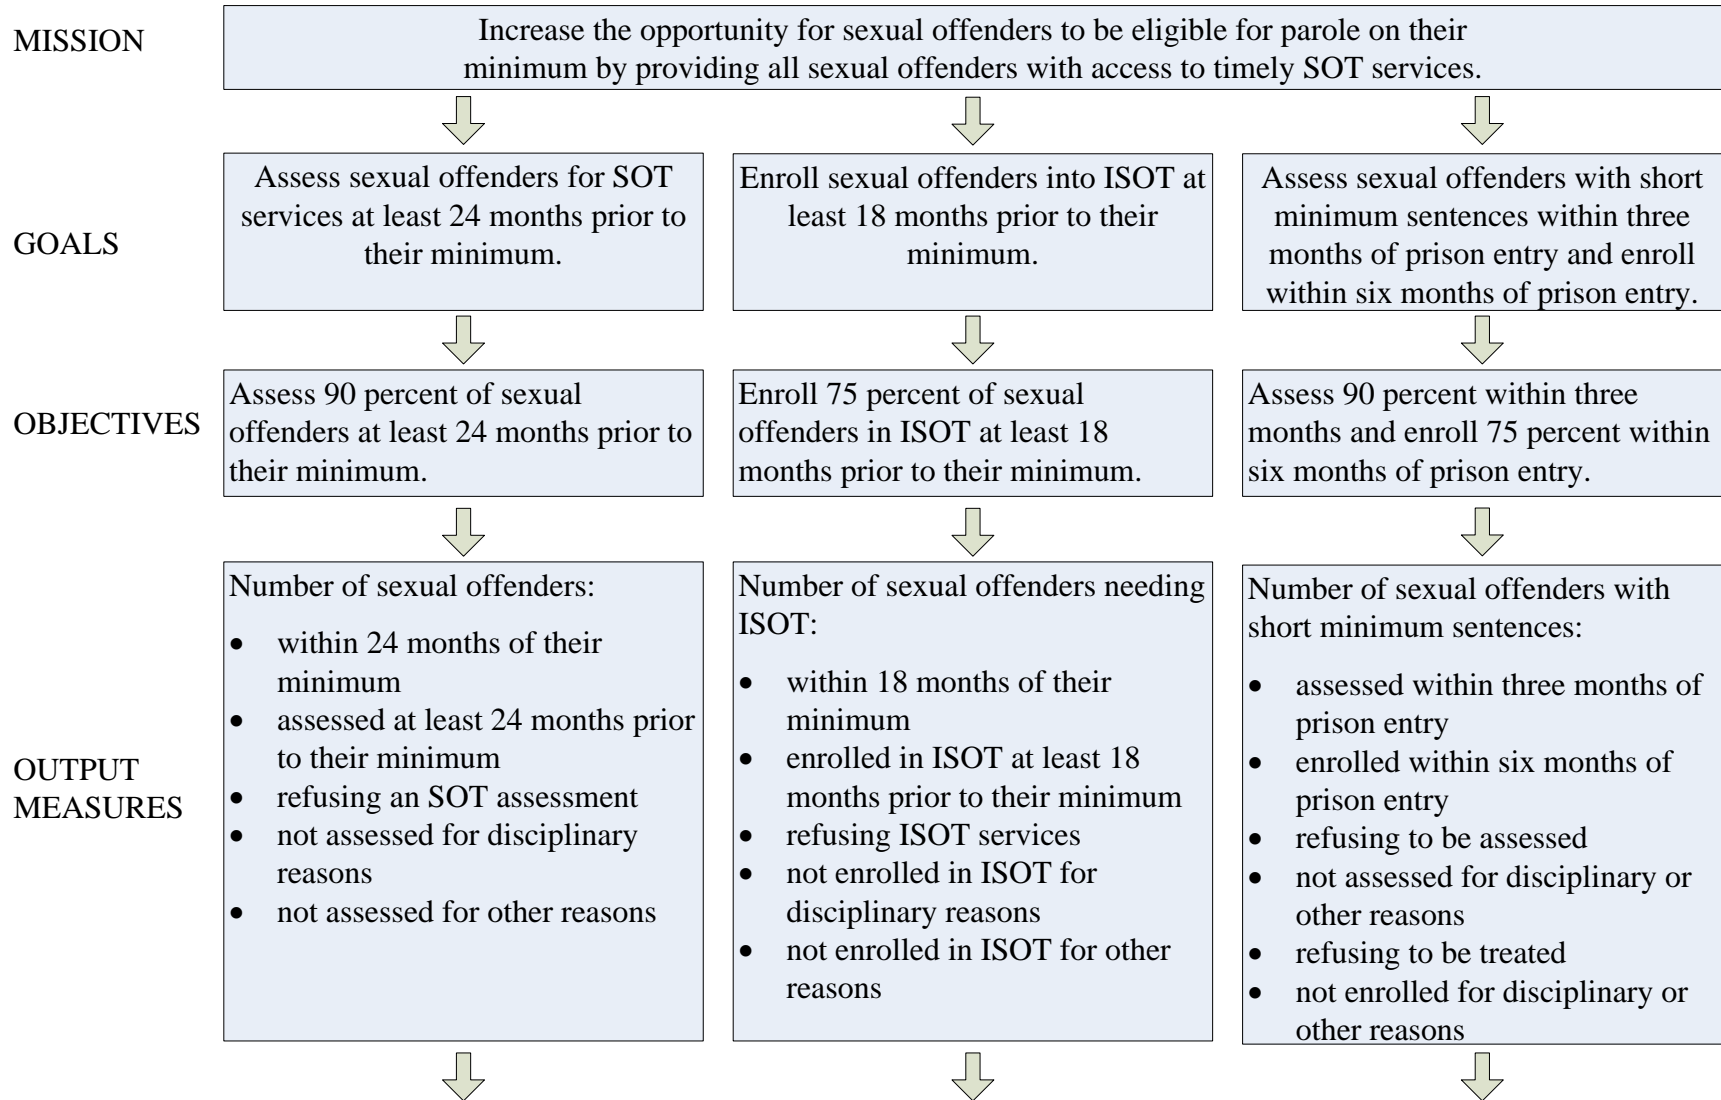 MISSION
Increase the opportunity for sexual offenders to be eligible for parole on their
minimum by providing all sexual offenders with access to timely SOT services.
GOALS
Assess sexual offenders for SOT
services at least 24 months prior to
their minimum.
Enroll sexual offenders into ISOT at
least 18 months prior to their
minimum.
Assess sexual offenders with short
minimum sentences within three
months of prison entry and enroll
within six months of prison entry.
OBJECTIVES
Assess 90 percent of sexual
offenders at least 24 months prior to
their minimum.
Enroll 75 percent of sexual
offenders in ISOT at least 18
months prior to their minimum.
Assess 90 percent within three
months and enroll 75 percent within
six months of prison entry.
OUTPUT
MEASURES
Number of sexual offenders:
• within 24 months of their
minimum
• assessed at least 24 months prior
to their minimum
• refusing an SOT assessment
• not assessed for disciplinary
reasons
• not assessed for other reasons
Number of sexual offenders needing
ISOT:
• within 18 months of their
minimum
• enrolled in ISOT at least 18
months prior to their minimum
• refusing ISOT services
• not enrolled in ISOT for
disciplinary reasons
• not enrolled in ISOT for other
reasons
Number of sexual offenders with
short minimum sentences:
• assessed within three months of
prison entry
• enrolled within six months of
prison entry
• refusing to be assessed
• not assessed for disciplinary or
other reasons
• refusing to be treated
• not enrolled for disciplinary or
other reasons